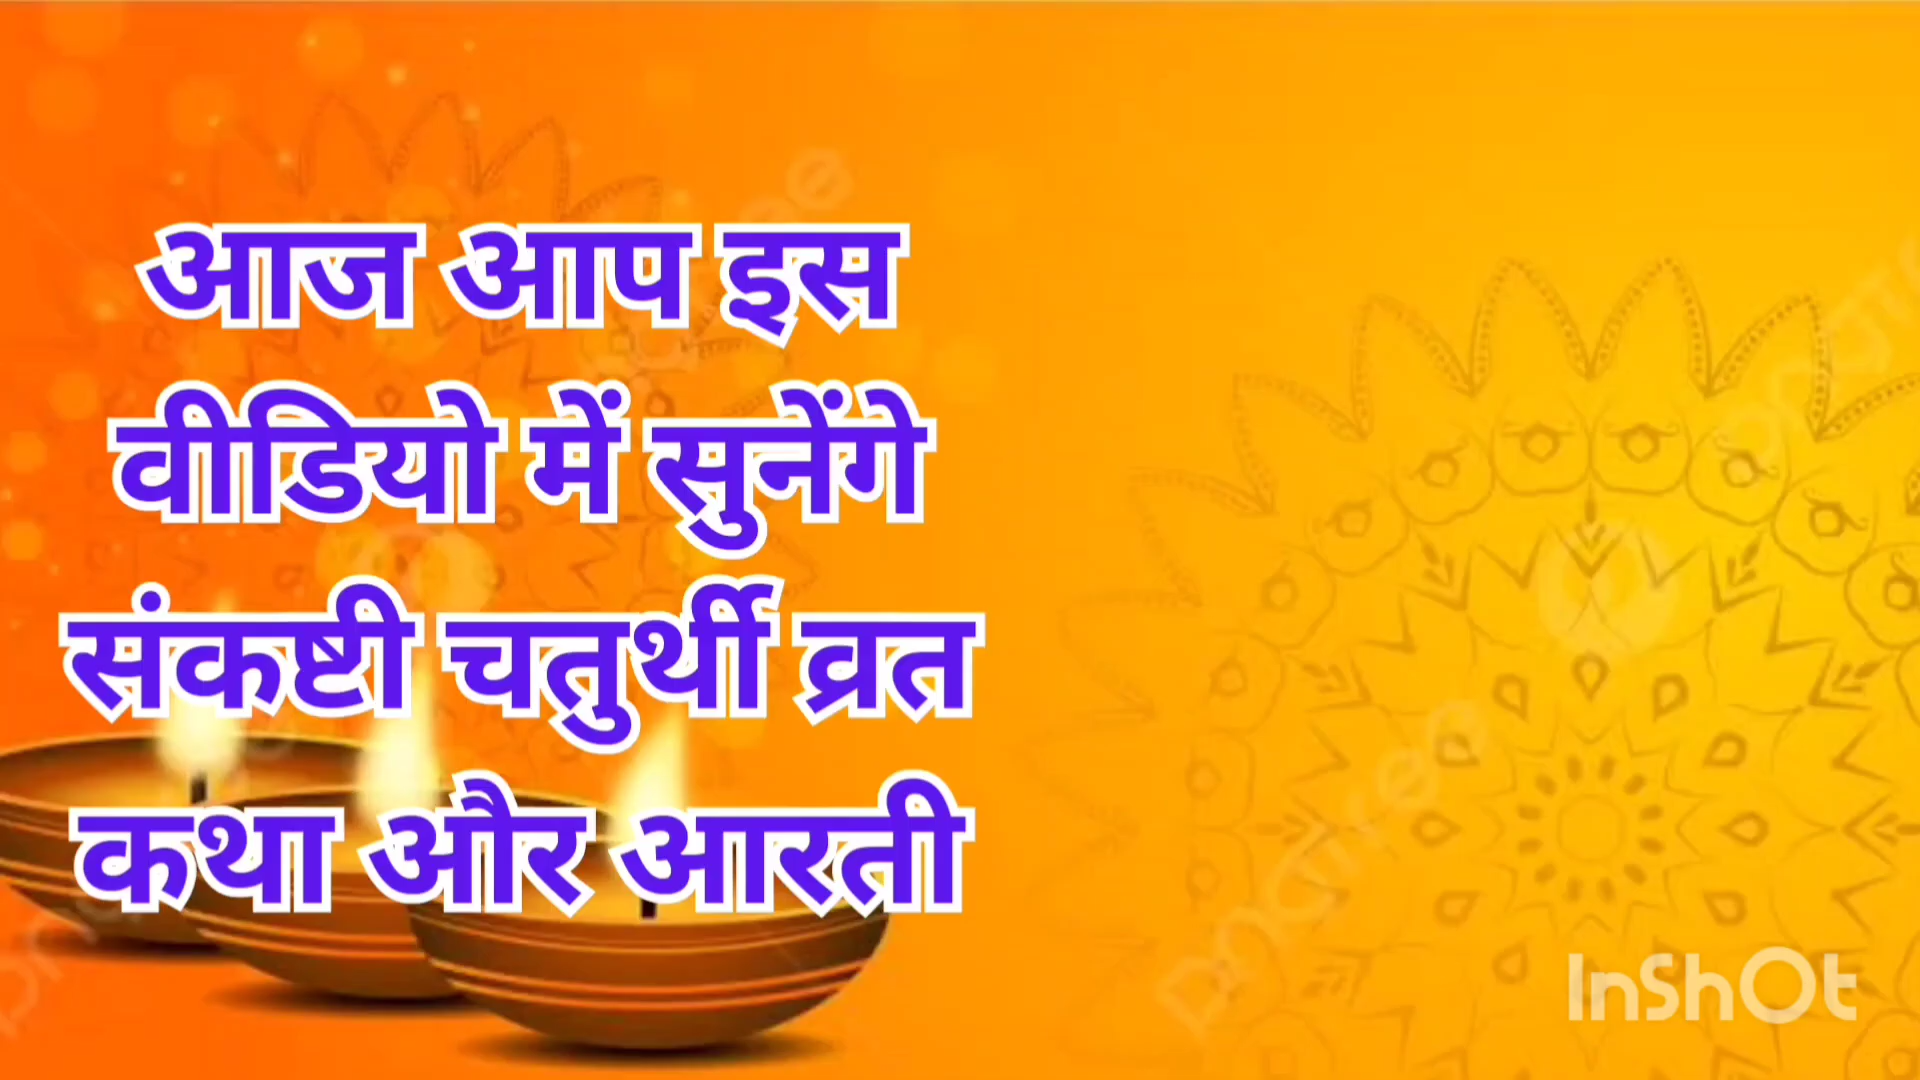 आज आप इस
वीडियो में सुनेंगे
संकष्टी चतुर्थी व्रत
कथा और आरती
InShOt